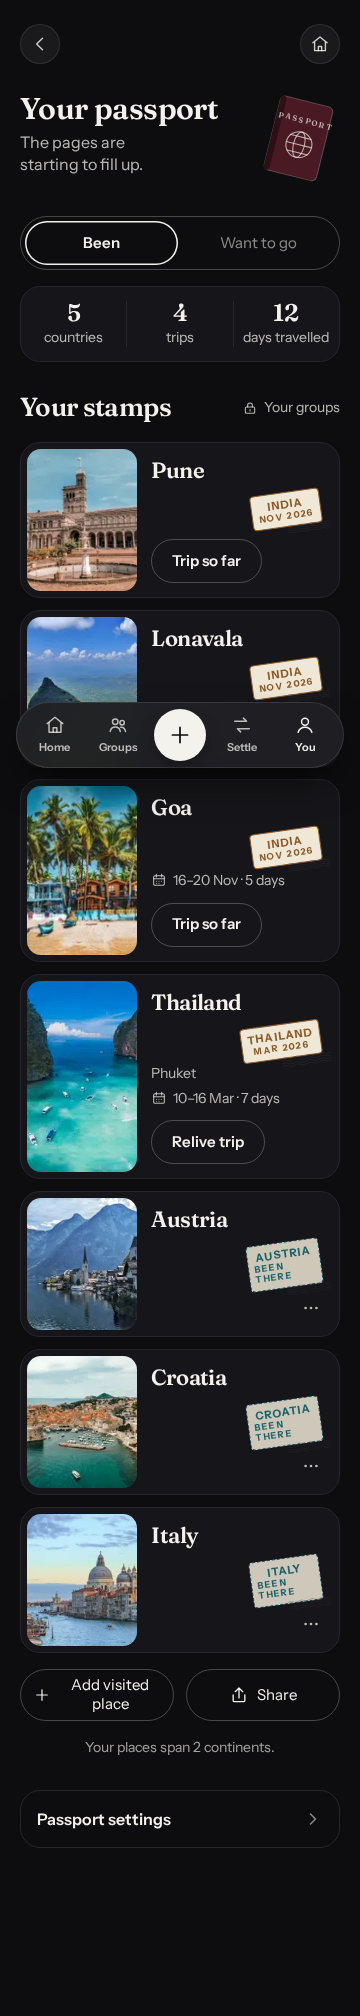 Your passport
The pages are
starting to fill up.
PASSPORT
Been
Want to go
5
countries
4
trips
12
days travelled
Your stamps
Your groups
Pune
INDIA
NOV 2026
Trip so far
Lonavala
INDIA
NOV 2026
Home
Groups
Settle
You
Goa
INDIA
NOV 2026
16–20 Nov · 5 days
Trip so far
Thailand
THAILAND
MAR 2026
Phuket
10–16 Mar · 7 days
Relive trip
Austria
AUSTRIA
BEEN
THERE
Croatia
CROATIA
BEEN
THERE
Italy
ITALY
BEEN
THERE
Add visited
place
Share
Your places span 2 continents.
Passport settings